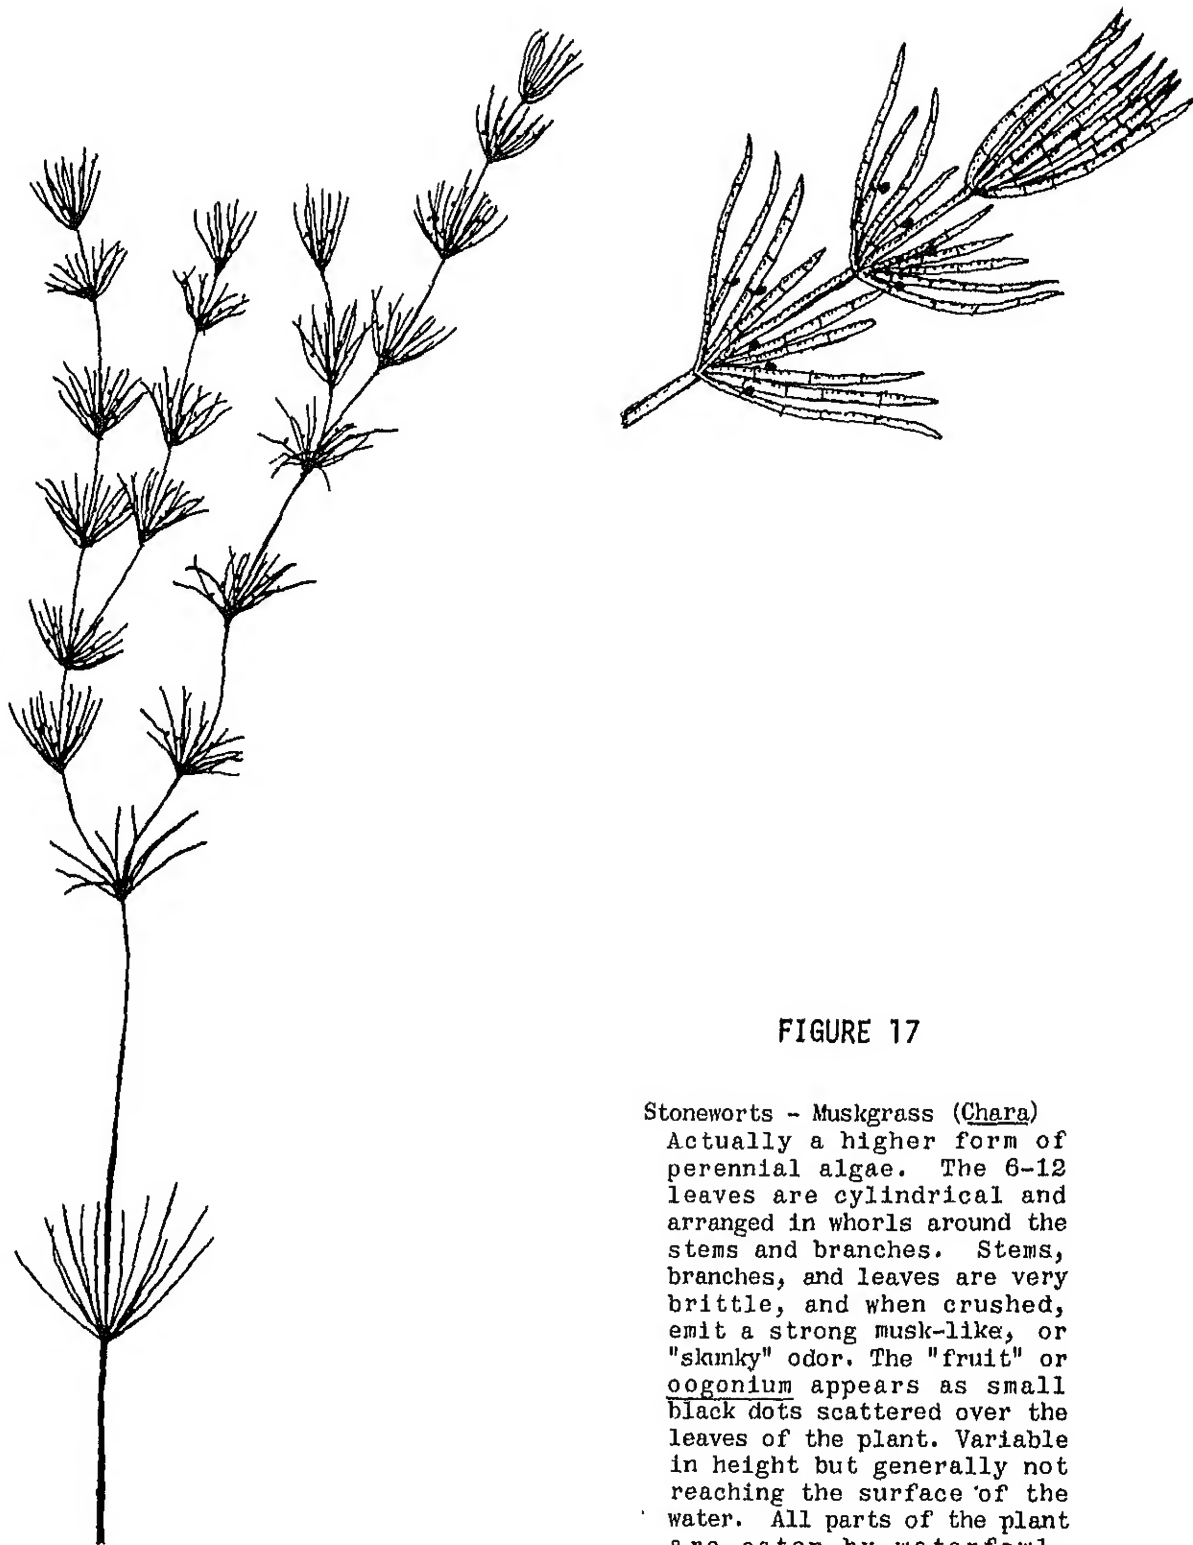 FIGURE 17
Stoneworts - Muskgrass (Chara)
Actually a higher form of
perennial algae. The 6-12
leaves are cylindrical and
arranged in whorls around the
stems and branches. Stems,
branches, and leaves are very
brittle, and when crushed,
emit a strong musk-like, or
"skunky" odor. The "fruit" or
oogonium appears as small
black dots scattered over the
leaves of the plant. Variable
in height but generally not
reaching the surface of the
water. All parts of the plant
are eaten by waterfowl.